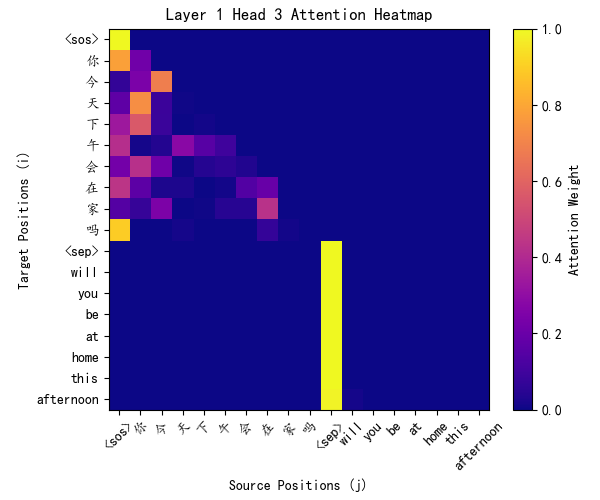 Layer 1 Head 3 Attention Heatmap
Target Positions (i)
<sos>
你
今
天
下
午
会
在
家
吗
<sep>
will
you
be
at
home
this
afternoon
<sos> 你 今 天 下 午 会 在 家 吗 <sep> will you be at home this afternoon
Source Positions (j)
1.0
0.8
0.6
0.4
0.2
0.0
Attention Weight